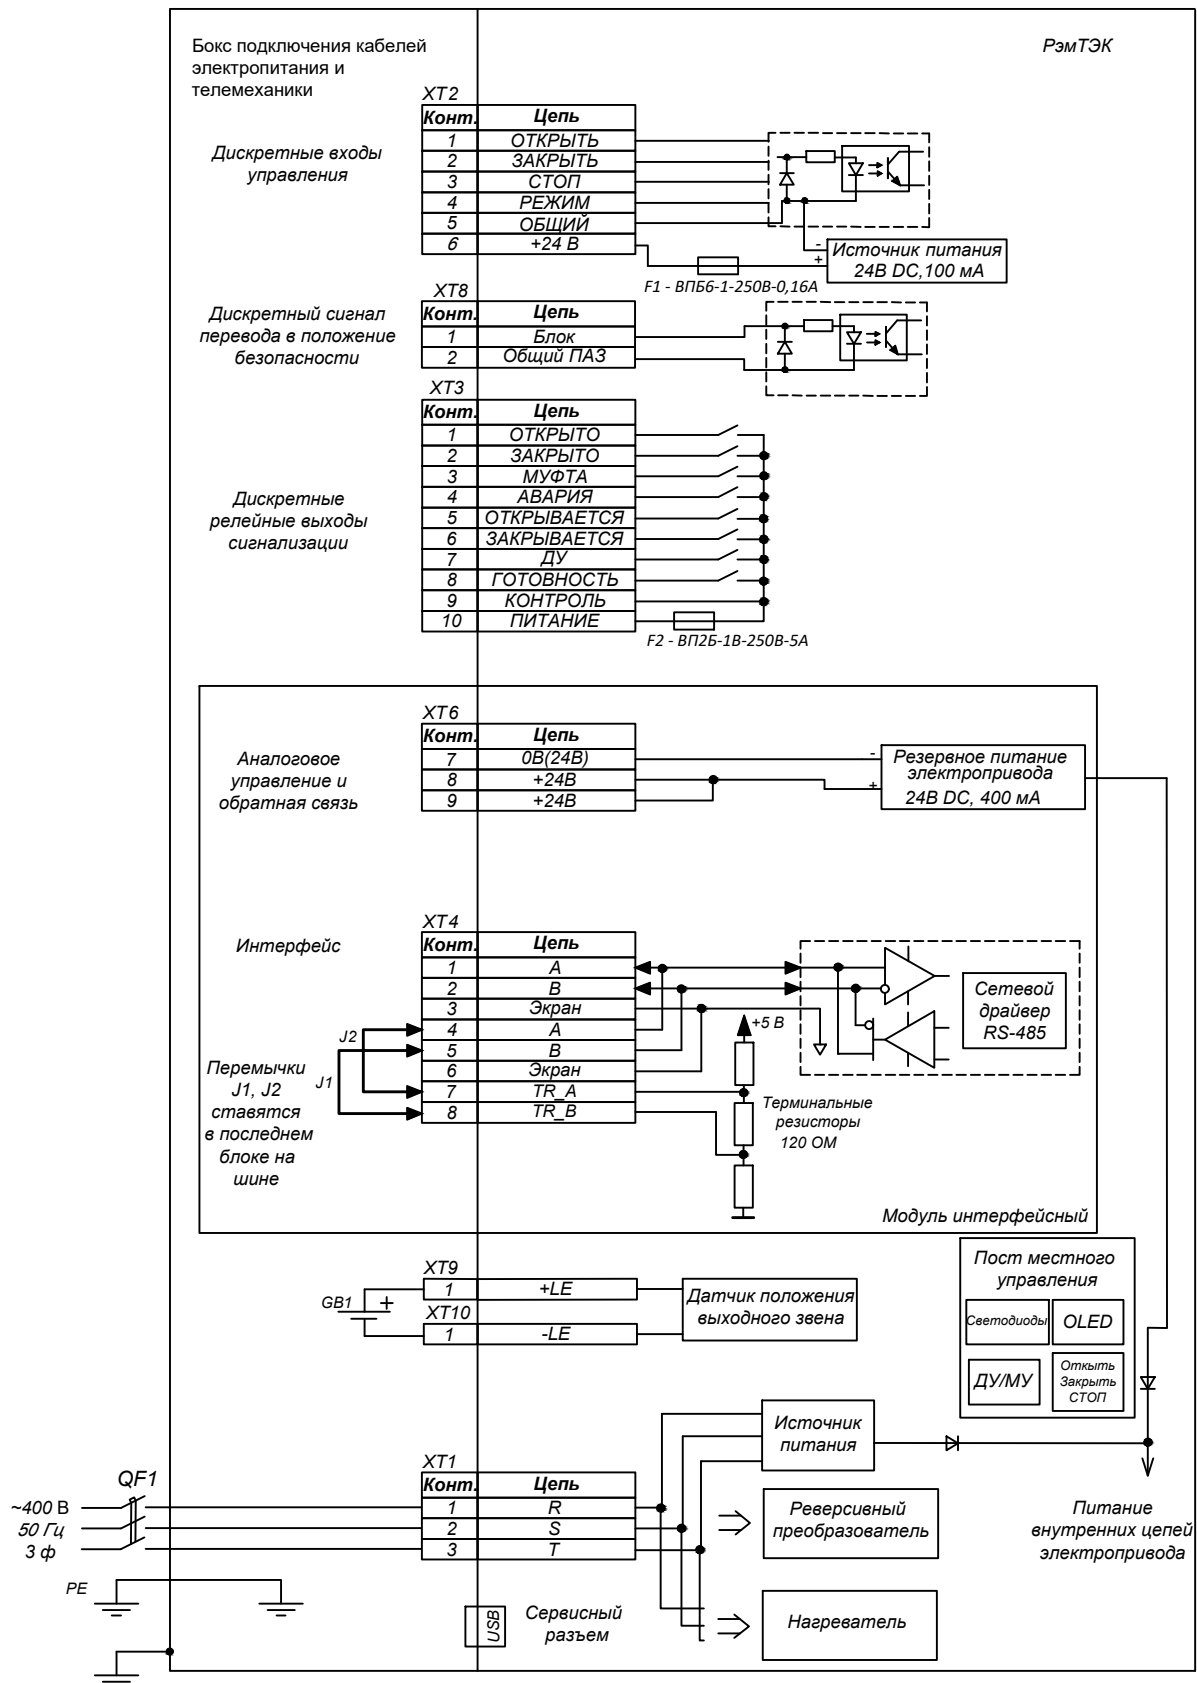 Бокс подключения кабелей
электропитания и
телемеханики
РэмТЭК
XT2
Конт. Цепь
1 ОТКРЫТЬ
2 ЗАКРЫТЬ
3 СТОП
4 РЕЖИМ
5 ОБЩИЙ
6 +24 В
Дискретные входы
управления
-
+
Источник питания
24В DC,100 мА
F1 - ВПБ6-1-250В-0,16А
XT8
Конт. Цепь
1 Блок
2 Общий ПАЗ
Дискретный сигнал
перевода в положение
безопасности
XT3
Конт. Цепь
1 ОТКРЫТО
2 ЗАКРЫТО
3 МУФТА
4 АВАРИЯ
5 ОТКРЫВАЕТСЯ
6 ЗАКРЫВАЕТСЯ
7 ДУ
8 ГОТОВНОСТЬ
9 КОНТРОЛЬ
10 ПИТАНИЕ
Дискретные
релейные выходы
сигнализации
F2 - ВП2Б-1В-250В-5А
XT6
Конт. Цепь
7 0В(24В)
8 +24В
9 +24В
Аналоговое
управление и
обратная связь
-
+
Резервное питание
электропривода
24В DC, 400 мА
XT4
Конт. Цепь
1 A
2 B
3 Экран
4 A
5 B
6 Экран
7 TR_A
8 TR_B
Интерфейс
J2
J1
Перемычки
J1, J2
ставятся
в последнем
блоке на
шине
+5 В
Сетевой
драйвер
RS-485
Терминальные
резисторы
120 ОМ
Модуль интерфейсный
XT9
1 +LE
XT10
1 -LE
GB1
+
Датчик положения
выходного звена
Пост местного
управления
Светодиоды
OLED
ДУ/МУ
Откыть
Закрыть
СТОП
Источник
питания
XT1
Конт. Цепь
1 R
2 S
3 T
QF1
~400 В
50 Гц
3 ф
PE
Реверсивный
преобразователь
Питание
внутренних цепей
электропривода
USB
Сервисный
разъем
Нагреватель